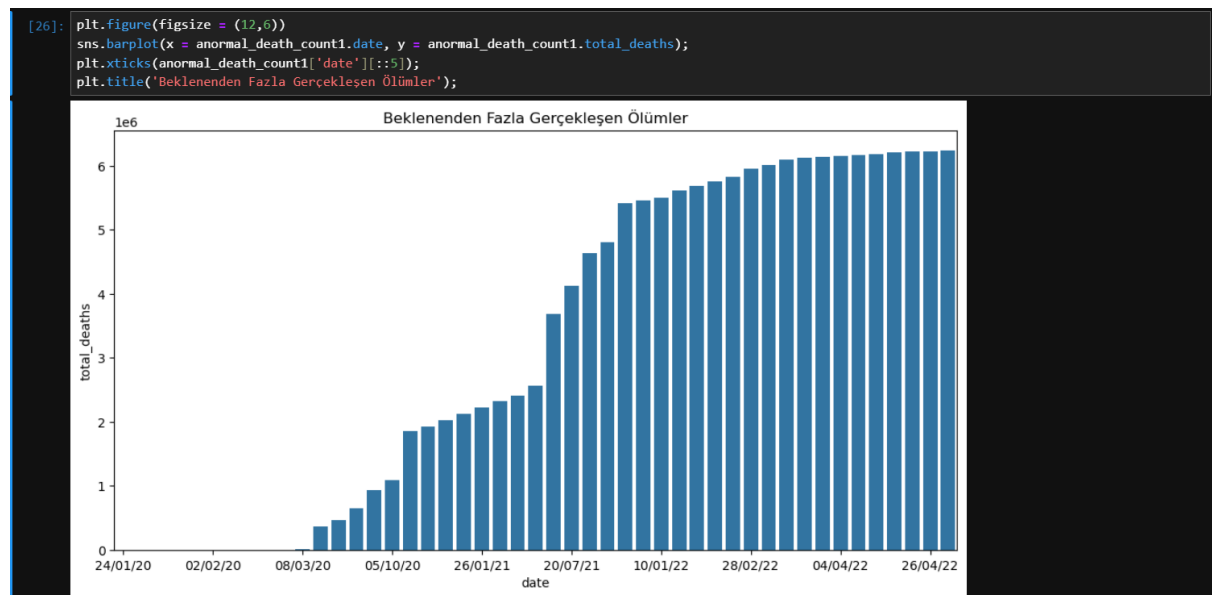 [26]: plt.figure(figsize = (12,6))
sns.barplot(x = anormal_death_count1.date, y = anormal_death_count1.total_deaths);
plt.xticks(anormal_death_count1['date'][::5]);
plt.title('Beklenenden Fazla Gerçekleşen Ölümler');
Beklenenden Fazla Gerçekleşen Ölümler
1e6
6
5
4
3
2
1
0
total_deaths
24/01/20 02/02/20 08/03/20 05/10/20 26/01/21 20/07/21 10/01/22 28/02/22 04/04/22 26/04/22
date